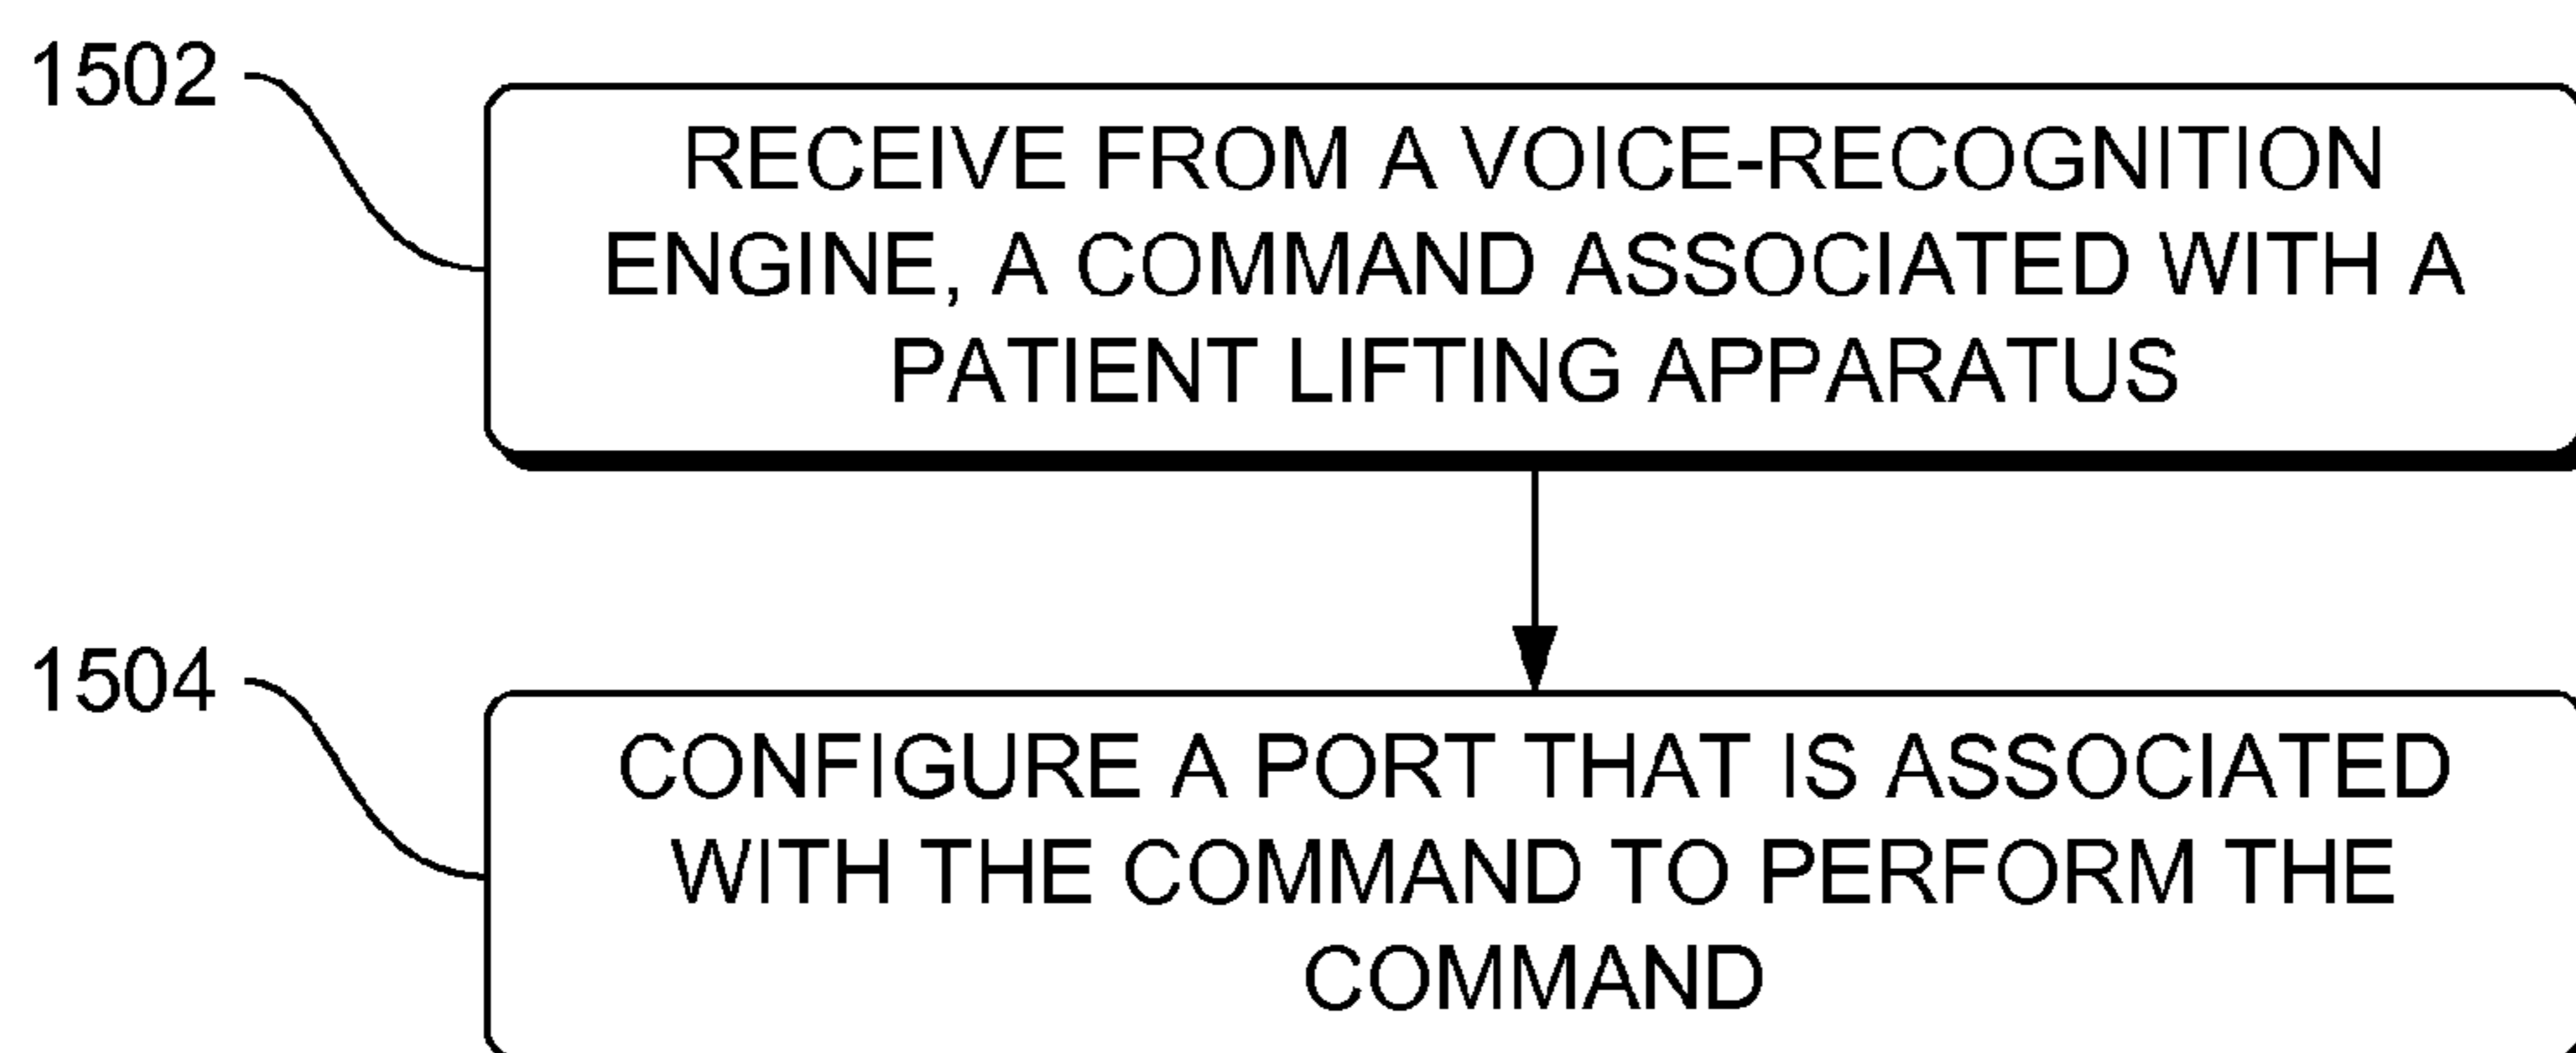 1502
RECEIVE FROM A VOICE-RECOGNITION
ENGINE, A COMMAND ASSOCIATED WITH A
PATIENT LIFTING APPARATUS
1504
CONFIGURE A PORT THAT IS ASSOCIATED
WITH THE COMMAND TO PERFORM THE
COMMAND